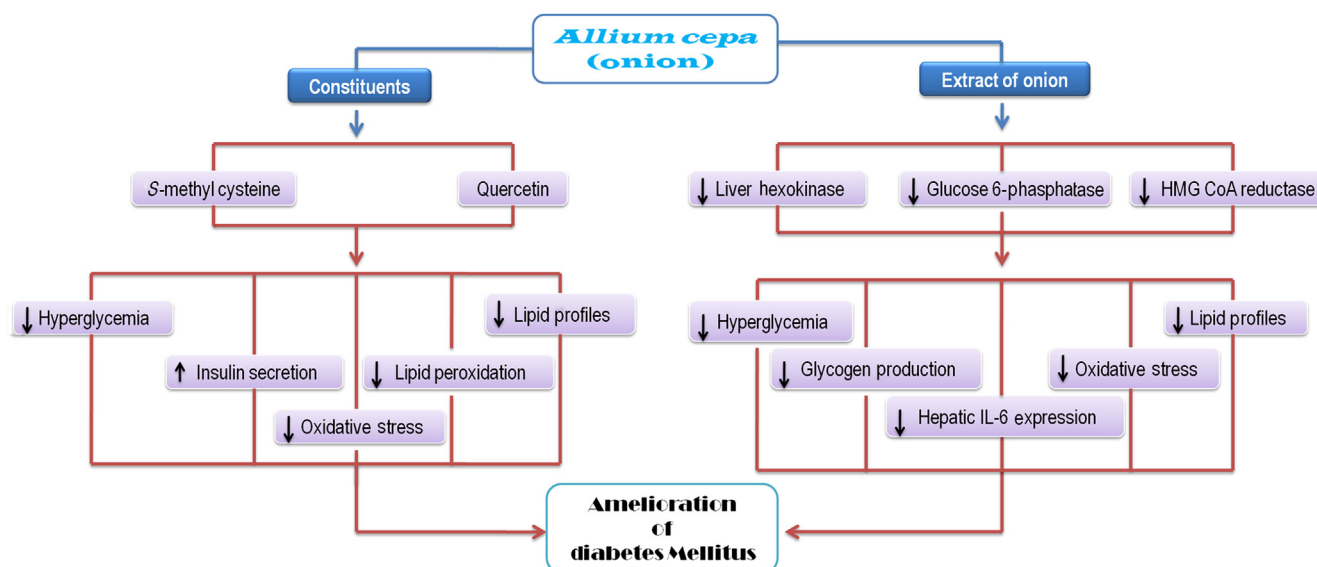 Allium cepa
(onion)
Constituents
Extract of onion
S-methyl cysteine
Quercetin
↓ Liver hexokinase
↓ Glucose 6-phasphatase
↓ HMG CoA reductase
↓ Hyperglycemia
↑ Insulin secretion
↓ Oxidative stress
↓ Lipid peroxidation
↓ Lipid profiles
↓ Hyperglycemia
↓ Glycogen production
↓ Hepatic IL-6 expression
↓ Oxidative stress
↓ Lipid profiles
Amelioration
of
diabetes Mellitus